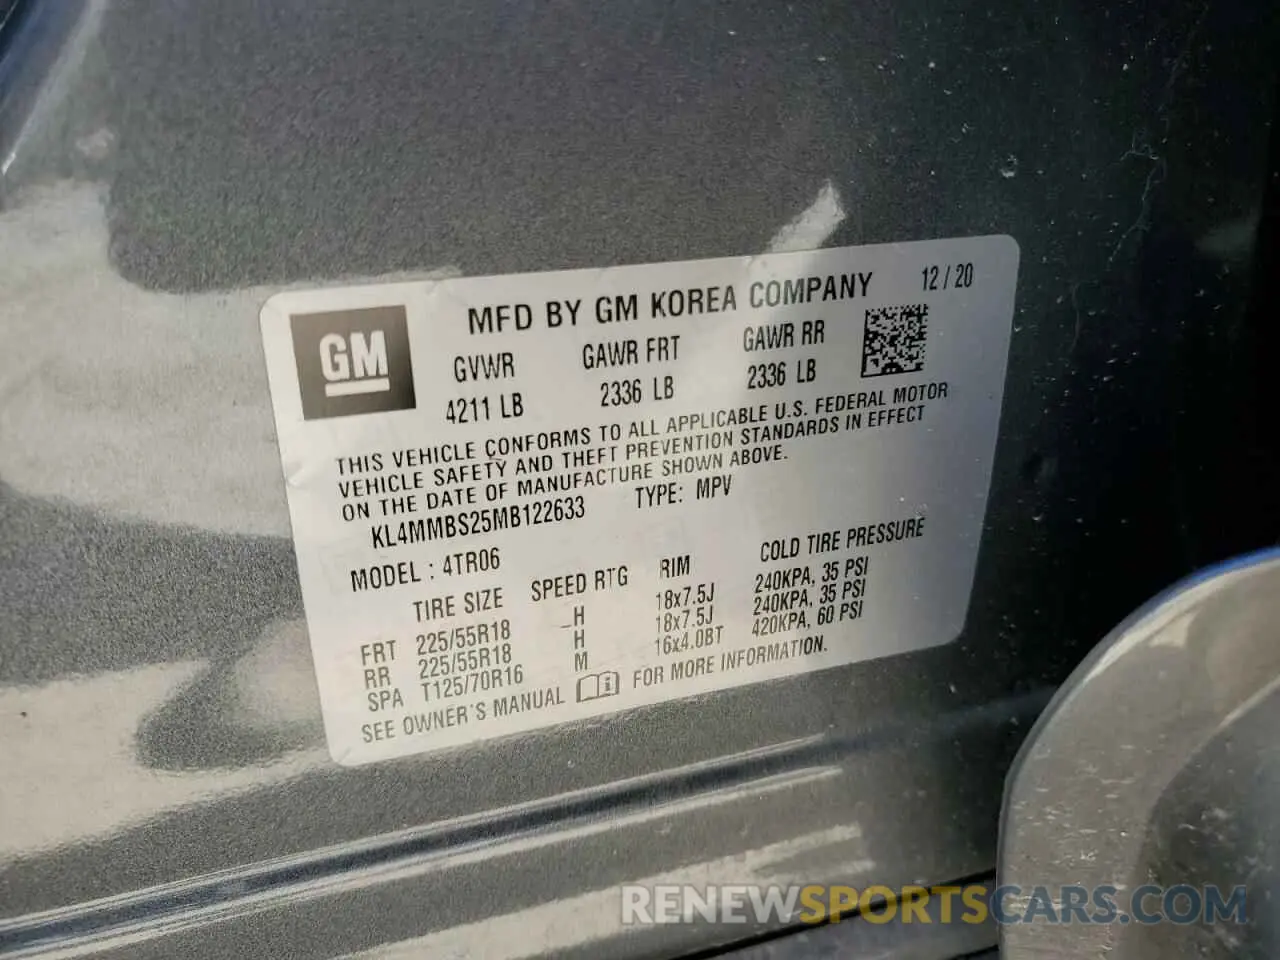 GM
MFD BY GM KOREA COMPANY 12/20
GVWR GAWR FRT GAWR RR
4211 LB 2336 LB 2336 LB
THIS VEHICLE CONFORMS TO ALL APPLICABLE U.S. FEDERAL MOTOR
VEHICLE SAFETY AND THEFT PREVENTION STANDARDS IN EFFECT
ON THE DATE OF MANUFACTURE SHOWN ABOVE.
KL4MMBS25MB122633 TYPE: MPV
MODEL : 4TR06
TIRE SIZE SPEED RTG RIM COLD TIRE PRESSURE
FRT 225/55R18 H 18x7.5J 240KPA, 35 PSI
RR 225/55R18 H 18x7.5J 240KPA, 35 PSI
SPA T125/70R16 M 16x4.0BT 420KPA, 60 PSI
SEE OWNER'S MANUAL FOR MORE INFORMATION.
RENEWSPORTSCARS.COM